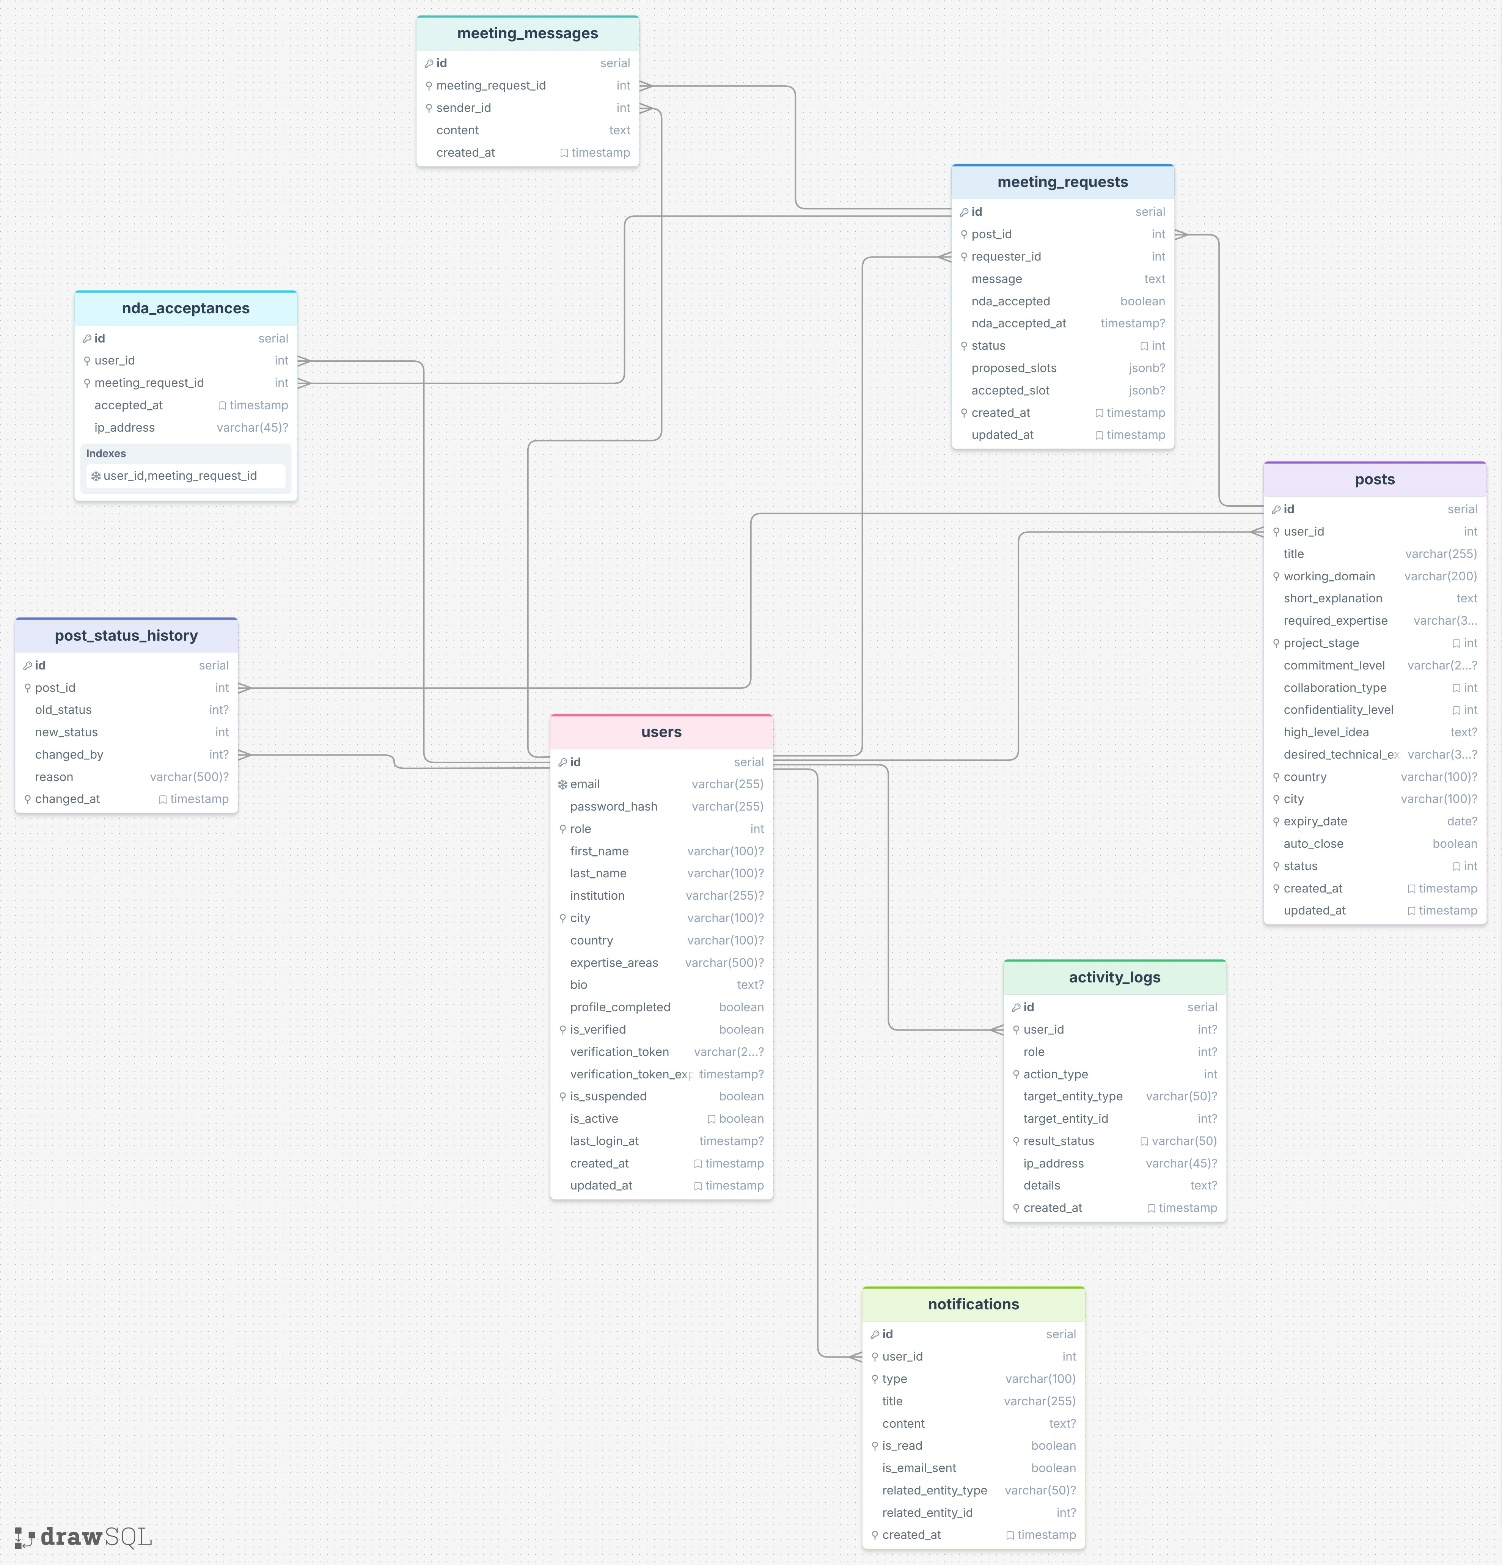 meeting_messages
id serial
meeting_request_id int
sender_id int
content text
created_at timestamp
meeting_requests
id serial
post_id int
requester_id int
message text
nda_accepted boolean
nda_accepted_at timestamp?
status int
proposed_slots jsonb?
accepted_slot jsonb?
created_at timestamp
updated_at timestamp
nda_acceptances
id serial
user_id int
meeting_request_id int
accepted_at timestamp
ip_address varchar(45)?
Indexes
user_id,meeting_request_id
posts
id serial
user_id int
title varchar(255)
working_domain varchar(200)
short_explanation text
required_expertise varchar(3...
project_stage int
commitment_level varchar(2...?
collaboration_type int
confidentiality_level int
high_level_idea text?
desired_technical_ex varchar(3...?
country varchar(100)?
city varchar(100)?
expiry_date date?
auto_close boolean
status int
created_at timestamp
updated_at timestamp
post_status_history
id serial
post_id int
old_status int?
new_status int
changed_by int?
reason varchar(500)?
changed_at timestamp
users
id serial
email varchar(255)
password_hash varchar(255)
role int
first_name varchar(100)?
last_name varchar(100)?
institution varchar(255)?
city varchar(100)?
country varchar(100)?
expertise_areas varchar(500)?
bio text?
profile_completed boolean
is_verified boolean
verification_token varchar(2...?
verification_token_exp timestamp?
is_suspended boolean
is_active boolean
last_login_at timestamp?
created_at timestamp
updated_at timestamp
activity_logs
id serial
user_id int?
role int?
action_type int
target_entity_type varchar(50)?
target_entity_id int?
result_status varchar(50)
ip_address varchar(45)?
details text?
created_at timestamp
notifications
id serial
user_id int
type varchar(100)
title varchar(255)
content text?
is_read boolean
is_email_sent boolean
related_entity_type varchar(50)?
related_entity_id int?
created_at timestamp
drawSQL